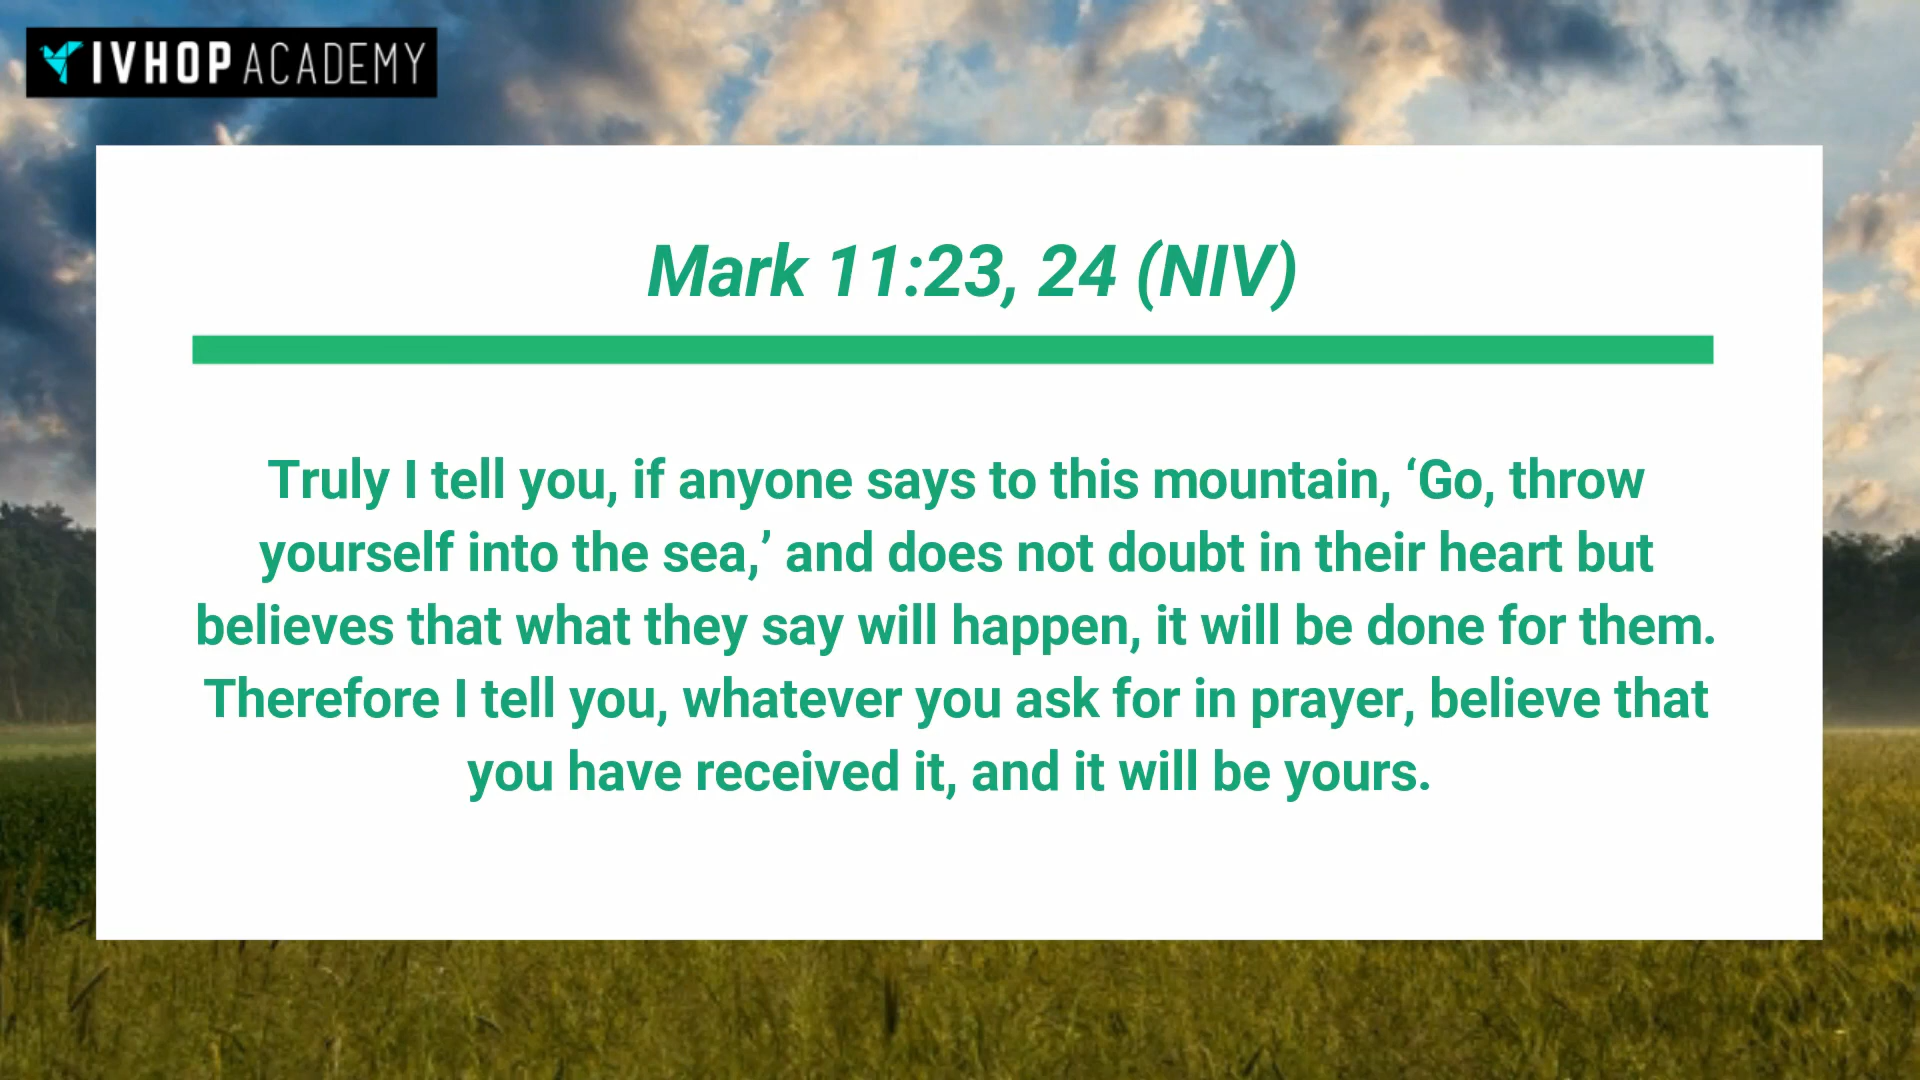 IVHOP ACADEMY
Mark 11:23, 24 (NIV)
Truly I tell you, if anyone says to this mountain, ‘Go, throw
yourself into the sea,’ and does not doubt in their heart but
believes that what they say will happen, it will be done for them.
Therefore I tell you, whatever you ask for in prayer, believe that
you have received it, and it will be yours.